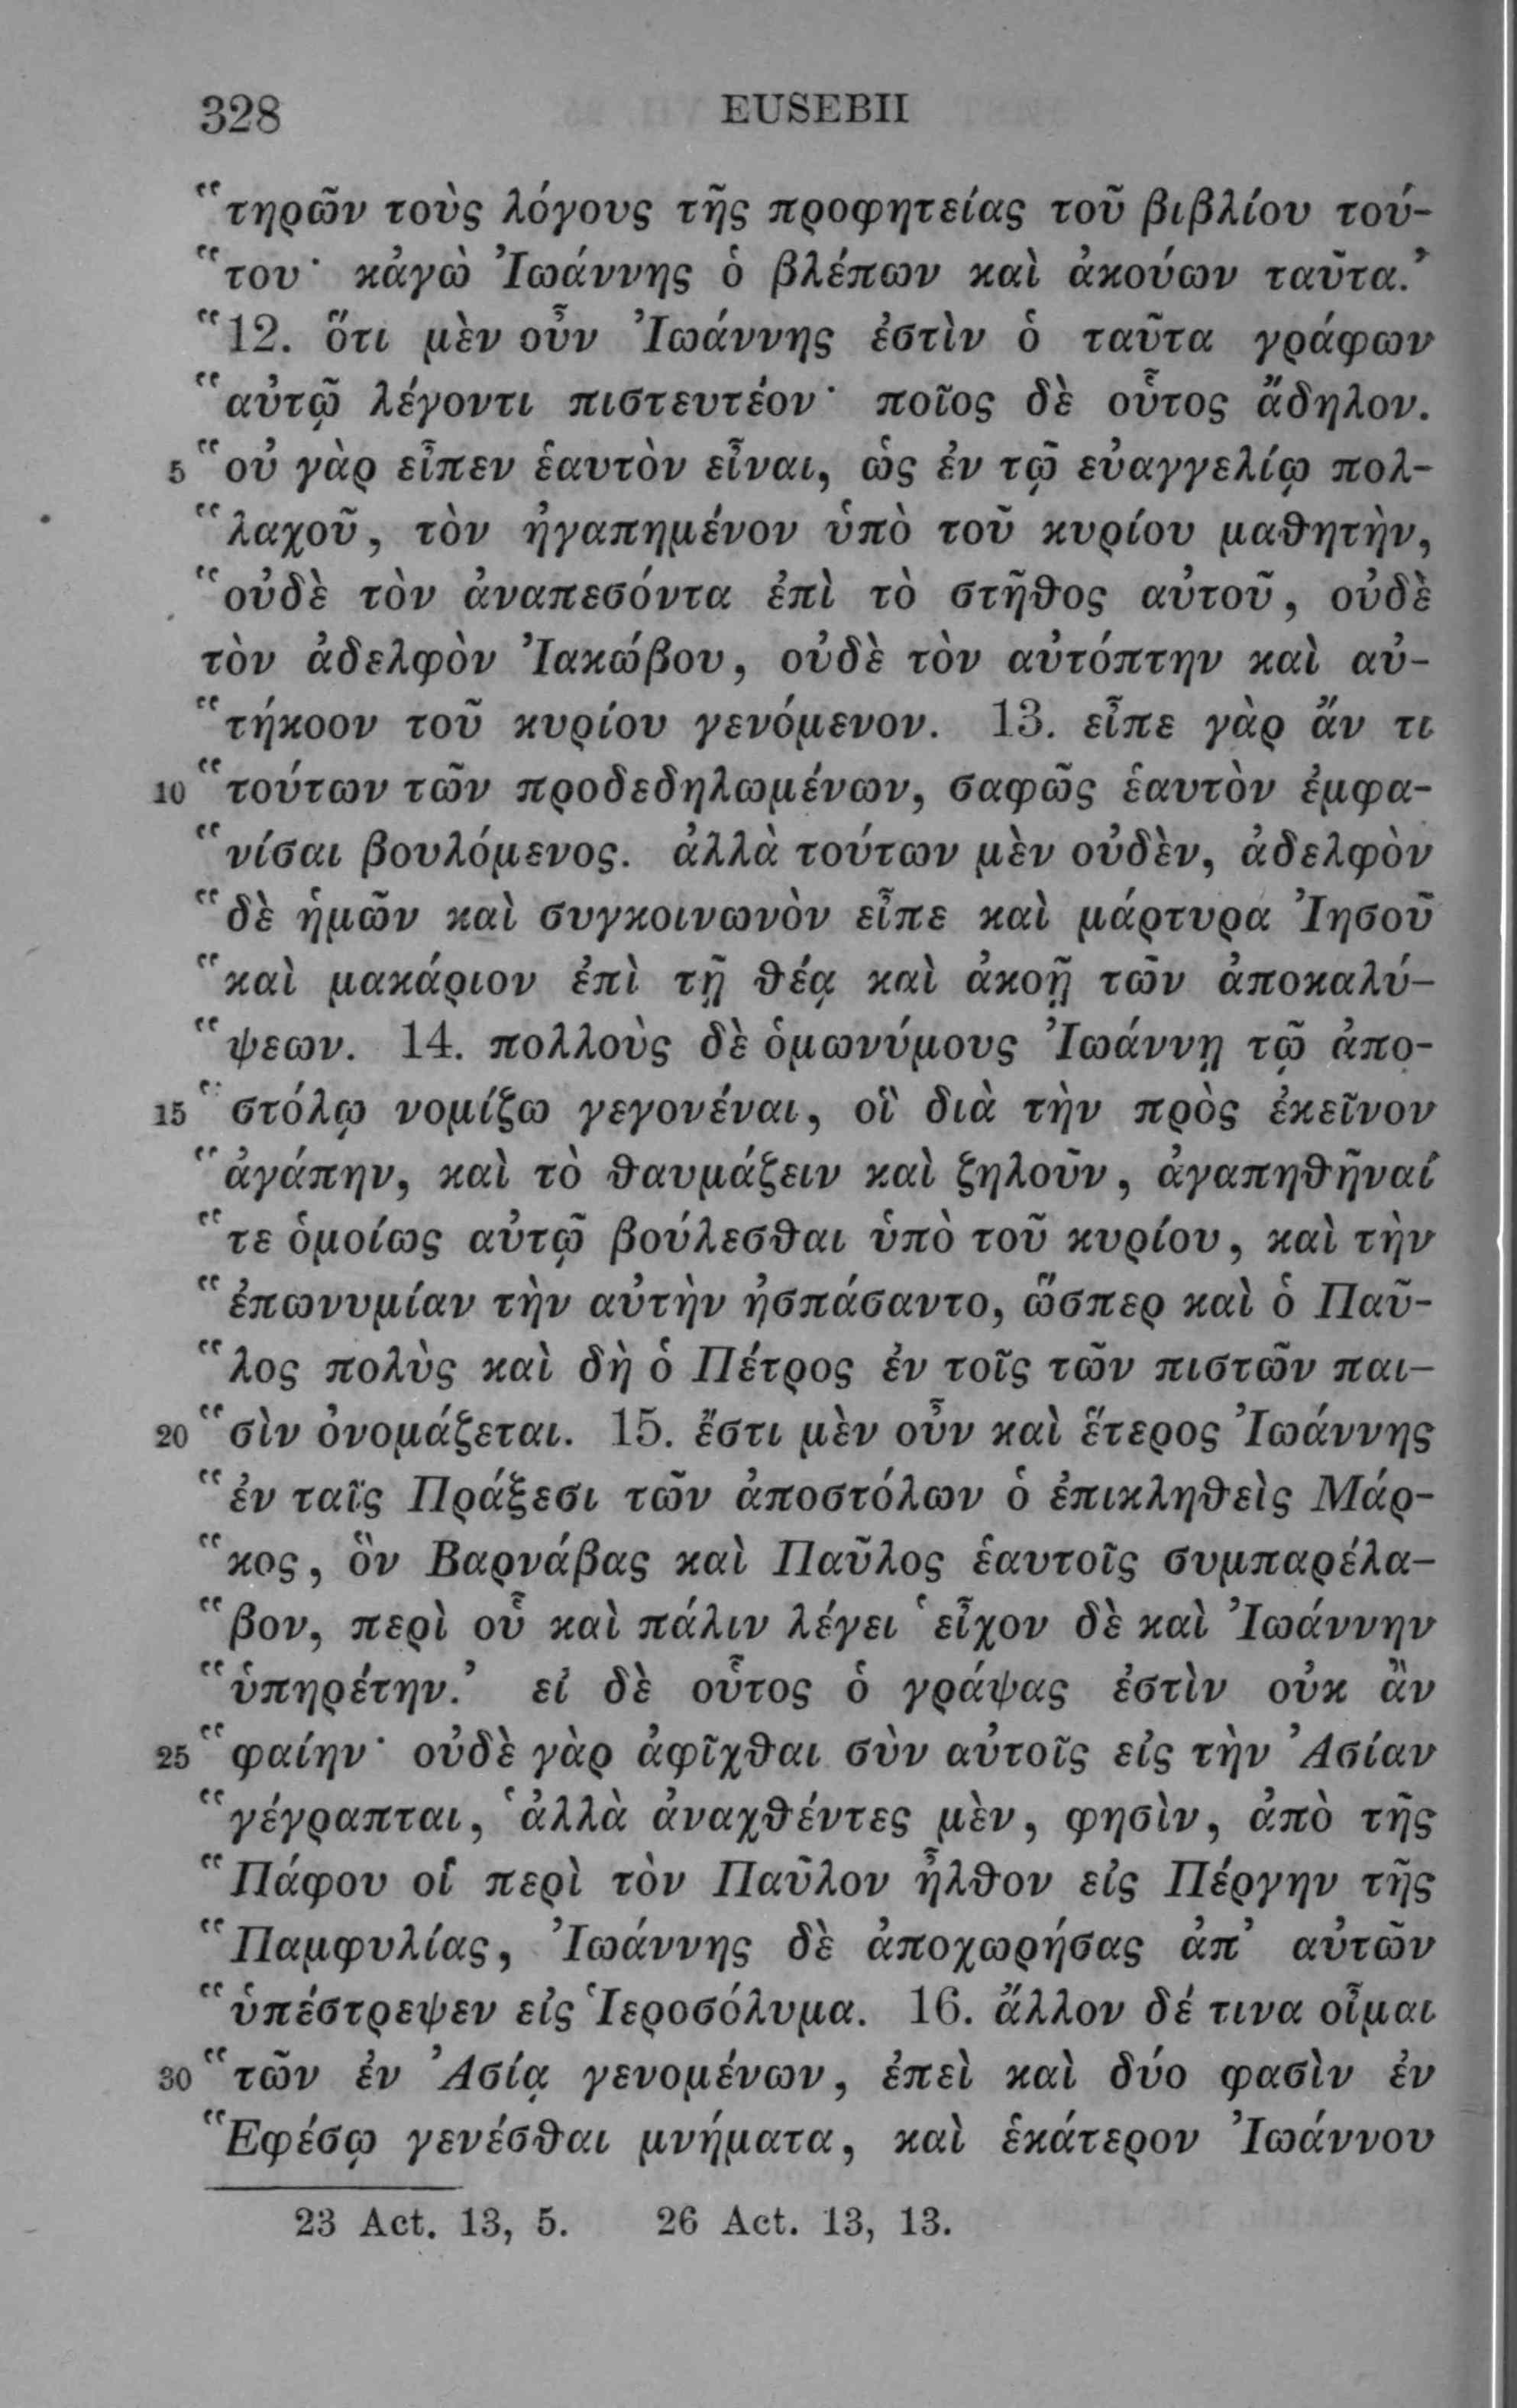 328 EUSEBII
“τηρῶν τοὺς λόγους τῆς προφητείας τοῦ βιβλίου τού-
“του· κἀγὼ Ἰωάννης ὁ βλέπων καὶ ἀκούων ταῦτα.’
“12. ὅτι μὲν οὖν Ἰωάννης ἐστὶν ὁ ταῦτα γράφων
“αὐτῷ λέγοντι πιστευτέον· ποῖος δὲ οὗτος ἄδηλον.
5 “οὐ γὰρ εἶπεν ἑαυτὸν εἶναι, ὡς ἐν τῷ εὐαγγελίῳ πολ-
“λαχοῦ, τὸν ἠγαπημένον ὑπὸ τοῦ κυρίου μαθητὴν,
“οὐδὲ τὸν ἀναπεσόντα ἐπὶ τὸ στῆθος αὐτοῦ, οὐδὲ
τὸν ἀδελφὸν Ἰακώβου, οὐδὲ τὸν αὐτόπτην καὶ αὐ-
“τήκοον τοῦ κυρίου γενόμενον. 13. εἶπε γὰρ ἄν τι
10 “τούτων τῶν προδεδηλωμένων, σαφῶς ἑαυτὸν ἐμφα-
“νίσαι βουλόμενος. ἀλλὰ τούτων μὲν οὐδὲν, ἀδελφὸν
“δὲ ἡμῶν καὶ συγκοινωνὸν εἶπε καὶ μάρτυρα Ἰησοῦ
“καὶ μακάριον ἐπὶ τῇ θέᾳ καὶ ἀκοῇ τῶν ἀποκαλύ-
“ψεων. 14. πολλοὺς δὲ ὁμωνύμους Ἰωάννῃ τῷ ἀπο-
15 “στόλῳ νομίζω γεγονέναι, οἳ διὰ τὴν πρὸς ἐκεῖνον
“ἀγάπην, καὶ τὸ θαυμάζειν καὶ ζηλοῦν, ἀγαπηθῆναί
“τε ὁμοίως αὐτῷ βούλεσθαι ὑπὸ τοῦ κυρίου, καὶ τὴν
“ἐπωνυμίαν τὴν αὐτὴν ἠσπάσαντο, ὥσπερ καὶ ὁ Παῦ-
“λος πολὺς καὶ δὴ ὁ Πέτρος ἐν τοῖς τῶν πιστῶν παι-
20 “σὶν ὀνομάζεται. 15. ἔστι μὲν οὖν καὶ ἕτερος Ἰωάννης
“ἐν ταῖς Πράξεσι τῶν ἀποστόλων ὁ ἐπικληθεὶς Μάρ-
“κος, ὃν Βαρνάβας καὶ Παῦλος ἑαυτοῖς συμπαρέλα-
“βον, περὶ οὗ καὶ πάλιν λέγει ‘εἶχον δὲ καὶ Ἰωάννην
“ὑπηρέτην.’ εἰ δὲ οὗτος ὁ γράψας ἐστὶν οὐκ ἂν
25 “φαίην· οὐδὲ γὰρ ἀφῖχθαι σὺν αὐτοῖς εἰς τὴν Ἀσίαν
“γέγραπται, ‘ἀλλὰ ἀναχθέντες μὲν, φησὶν, ἀπὸ τῆς
“Πάφου οἱ περὶ τὸν Παῦλον ἦλθον εἰς Πέργην τῆς
“Παμφυλίας, Ἰωάννης δὲ ἀποχωρήσας ἀπ’ αὐτῶν
“ὑπέστρεψεν εἰς Ἱεροσόλυμα. 16. ἄλλον δέ τινα οἶμαι
30 “τῶν ἐν Ἀσίᾳ γενομένων, ἐπεὶ καὶ δύο φασὶν ἐν
“Εφέσῳ γενέσθαι μνήματα, καὶ ἑκάτερον Ἰωάννου
23 Act. 13, 5. 26 Act. 13, 13.